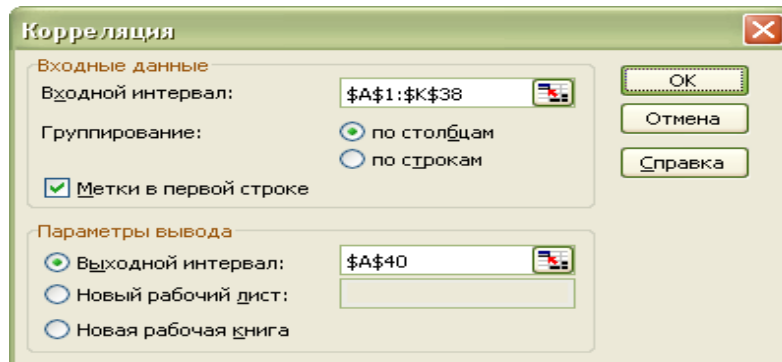 Корреляция
Входные данные
Входной интервал: $A$1:$K$38
Группирование: по столбцам
по строкам
Метки в первой строке
Параметры вывода
Выходной интервал: $A$40
Новый рабочий лист:
Новая рабочая книга
ОК
Отмена
Справка